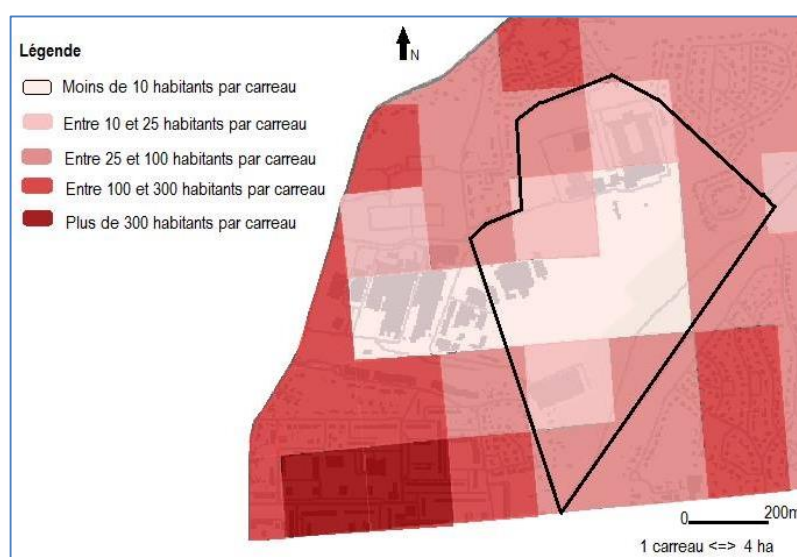 Légende
N
Moins de 10 habitants par carreau
Entre 10 et 25 habitants par carreau
Entre 25 et 100 habitants par carreau
Entre 100 et 300 habitants par carreau
Plus de 300 habitants par carreau
0 200m
1 carreau <=> 4 ha